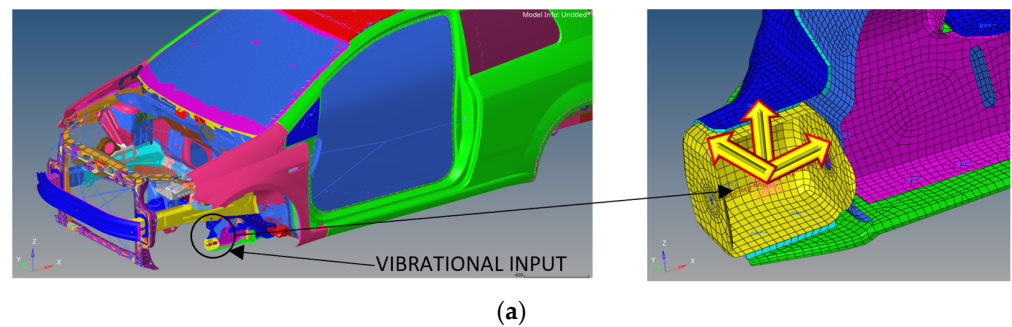 Model Info: Untitled*
Z
Y
X
VIBRATIONAL INPUT
Z
Y
X
(a)